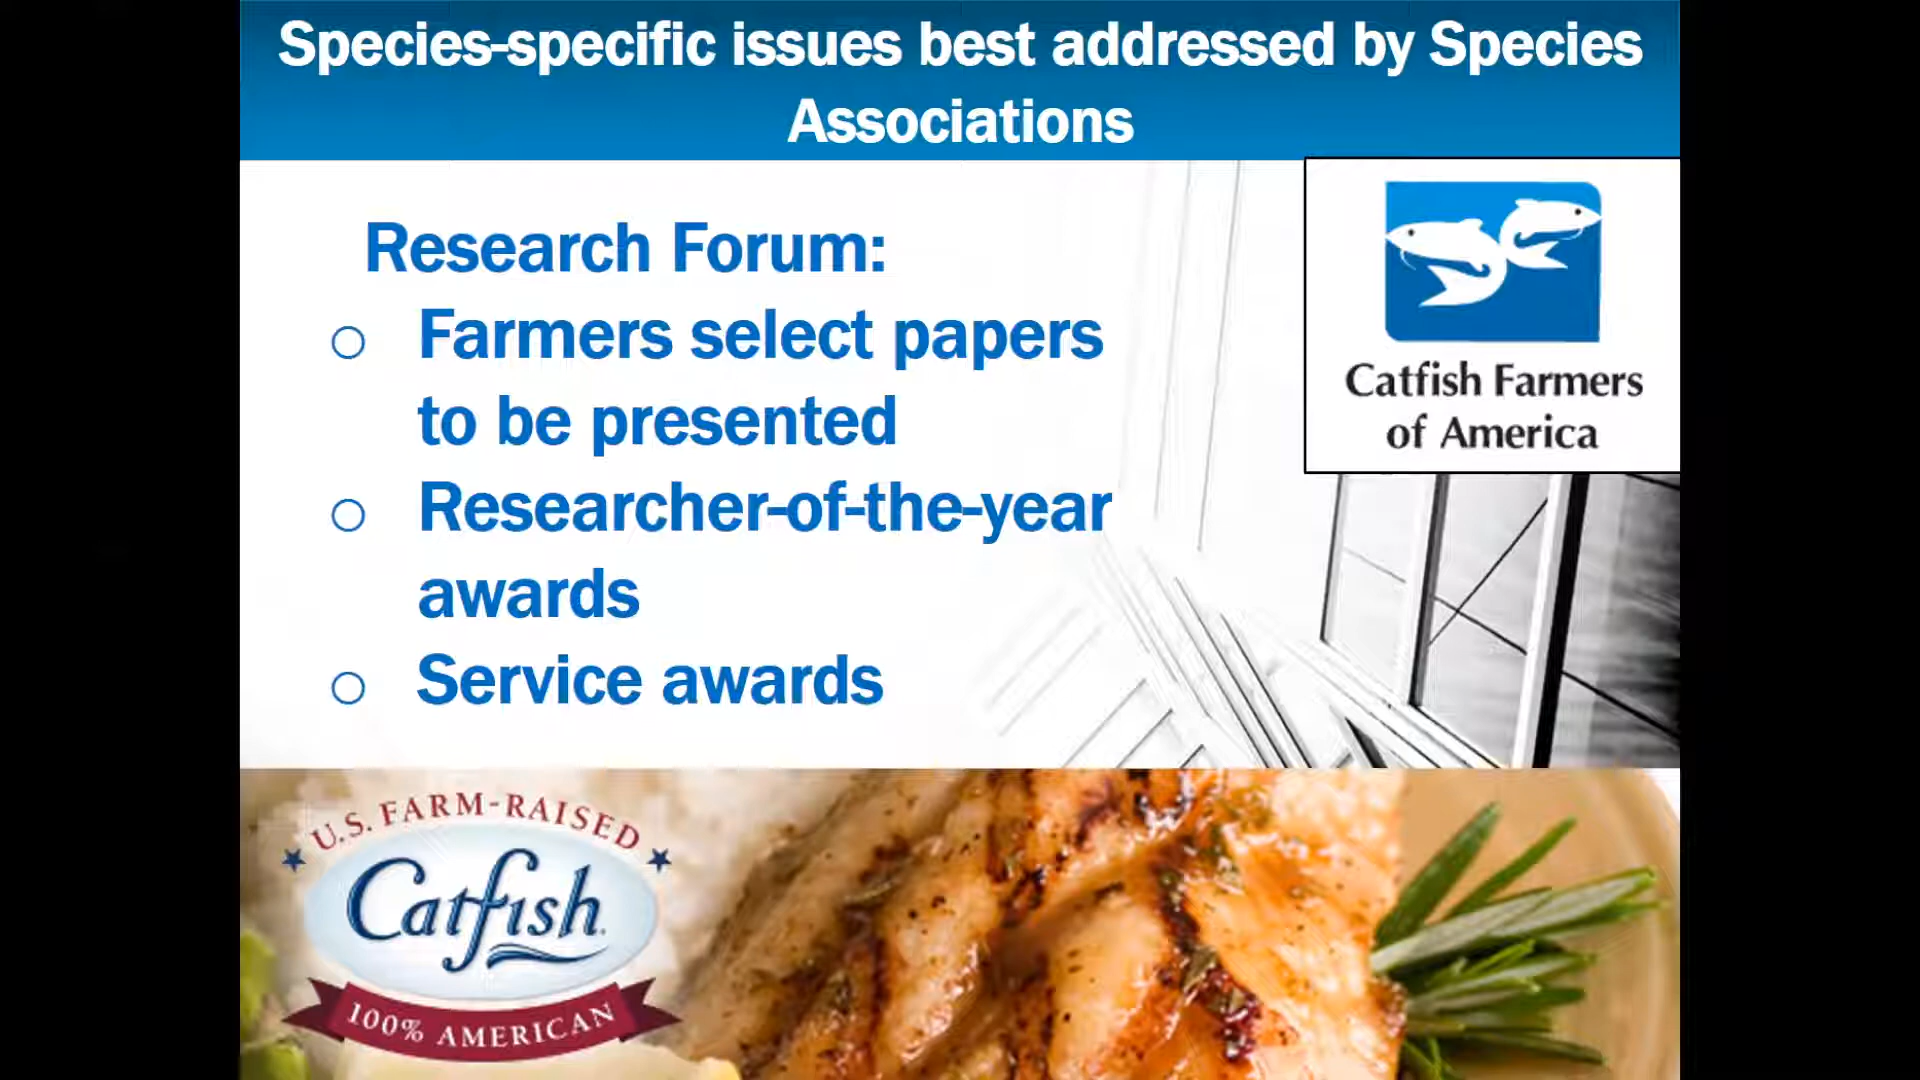 Species-specific issues best addressed by Species
Associations
Research Forum:
Farmers select papers
to be presented
Researcher-of-the-year
awards
Service awards
Catfish Farmers
of America
U.S. FARM-RAISED
Catfish
100% AMERICAN